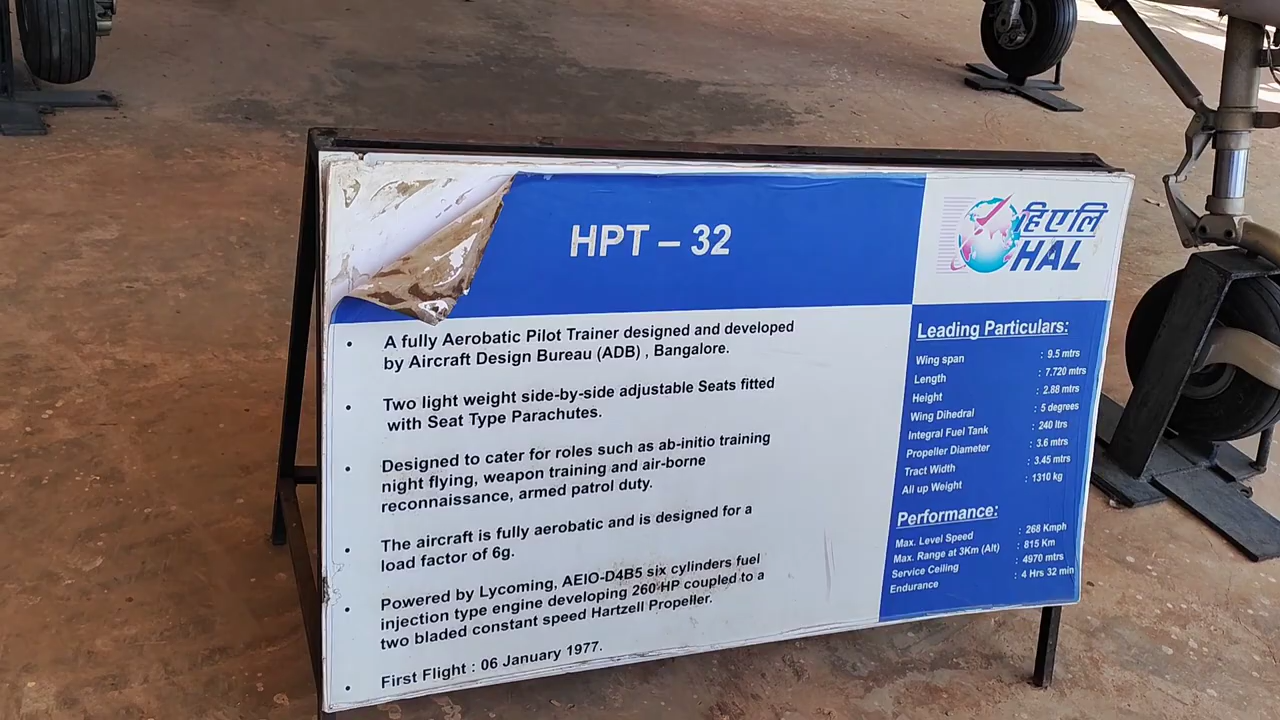 HPT – 32
हिएलि
HAL
• A fully Aerobatic Pilot Trainer designed and developed
by Aircraft Design Bureau (ADB) , Bangalore.
• Two light weight side-by-side adjustable Seats fitted
with Seat Type Parachutes.
• Designed to cater for roles such as ab-initio training
night flying, weapon training and air-borne
reconnaissance, armed patrol duty.
• The aircraft is fully aerobatic and is designed for a
load factor of 6g.
• Powered by Lycoming, AEIO-D4B5 six cylinders fuel
injection type engine developing 260 HP coupled to a
two bladed constant speed Hartzell Propeller.
• First Flight : 06 January 1977.
Leading Particulars:
Wing span : 9.5 mtrs
Length : 7.720 mtrs
Height : 2.88 mtrs
Wing Dihedral : 5 degrees
Integral Fuel Tank : 240 ltrs
Propeller Diameter : 3.6 mtrs
Tract Width : 3.45 mtrs
All up Weight : 1310 kg
Performance:
Max. Level Speed : 268 Kmph
Max. Range at 3Km (Alt) : 815 Km
Service Ceiling : 4970 mtrs
Endurance : 4 Hrs 32 min